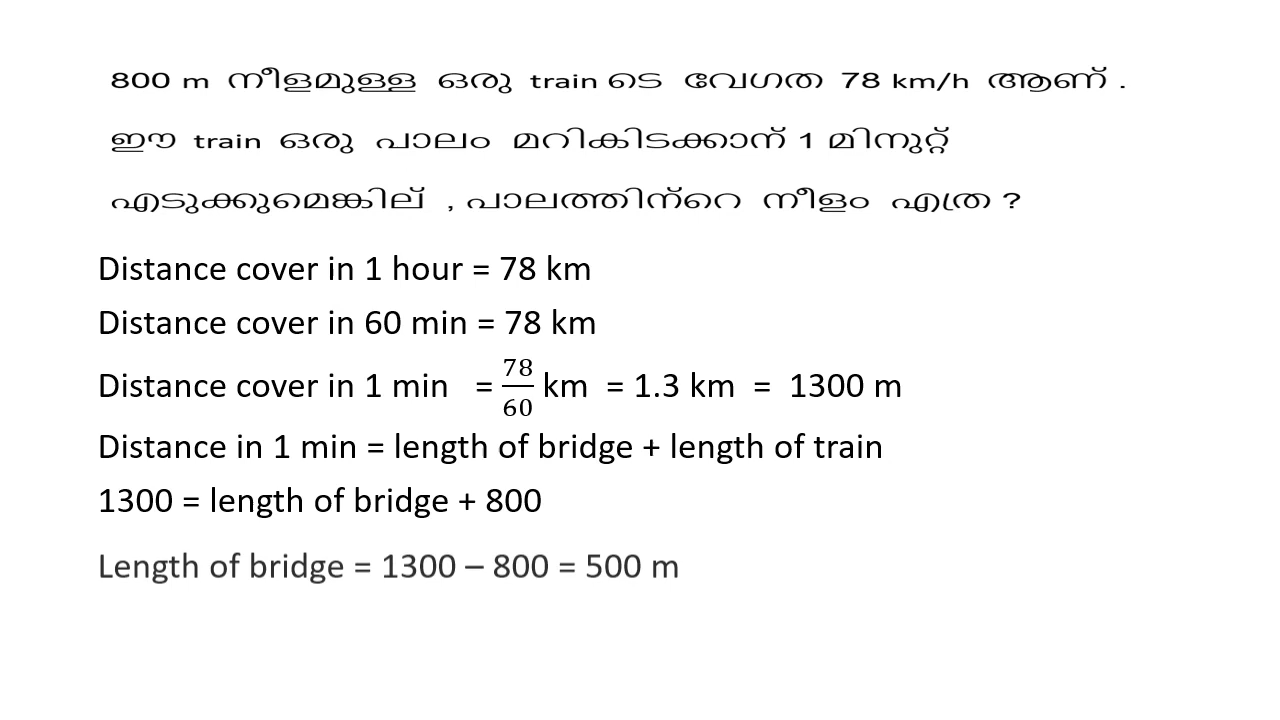 800 m നീളമുള്ള ഒരു train ടെ വേഗത 78 km/h ആണ് .
ഈ train ഒരു പാലം മറികിടക്കാന് 1 മിനുറ്റ്
എടുക്കുമെങ്കില് , പാലത്തിന്റെ നീളം എത്ര ?
Distance cover in 1 hour = 78 km
Distance cover in 60 min = 78 km
Distance cover in 1 min = 78/60 km = 1.3 km = 1300 m
Distance in 1 min = length of bridge + length of train
1300 = length of bridge + 800
Length of bridge = 1300 – 800 = 500 m